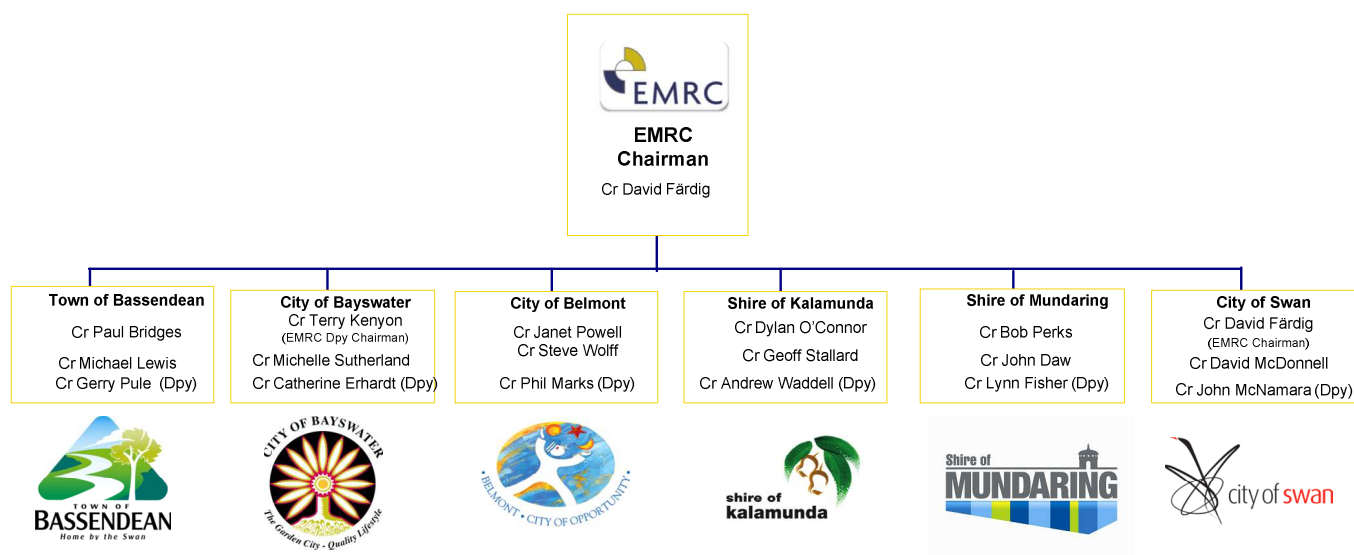 EMRC
EMRC
Chairman
Cr David Färdig
Town of Bassendean
Cr Paul Bridges
Cr Michael Lewis
Cr Gerry Pule (Dpy)
City of Bayswater
Cr Terry Kenyon
(EMRC Dpy Chairman)
Cr Michelle Sutherland
Cr Catherine Erhardt (Dpy)
City of Belmont
Cr Janet Powell
Cr Steve Wolff
Cr Phil Marks (Dpy)
Shire of Kalamunda
Cr Dylan O'Connor
Cr Geoff Stallard
Cr Andrew Waddell (Dpy)
Shire of Mundaring
Cr Bob Perks
Cr John Daw
Cr Lynn Fisher (Dpy)
City of Swan
Cr David Färdig
(EMRC Chairman)
Cr David McDonnell
Cr John McNamara (Dpy)
TOWN OF
BASSENDEAN
Home by the Swan
CITY OF BAYSWATER
The Garden City - Quality Lifestyle
• BELMONT • CITY OF OPPORTUNITY •
shire of
kalamunda
Shire of
MUNDARING
city of swan